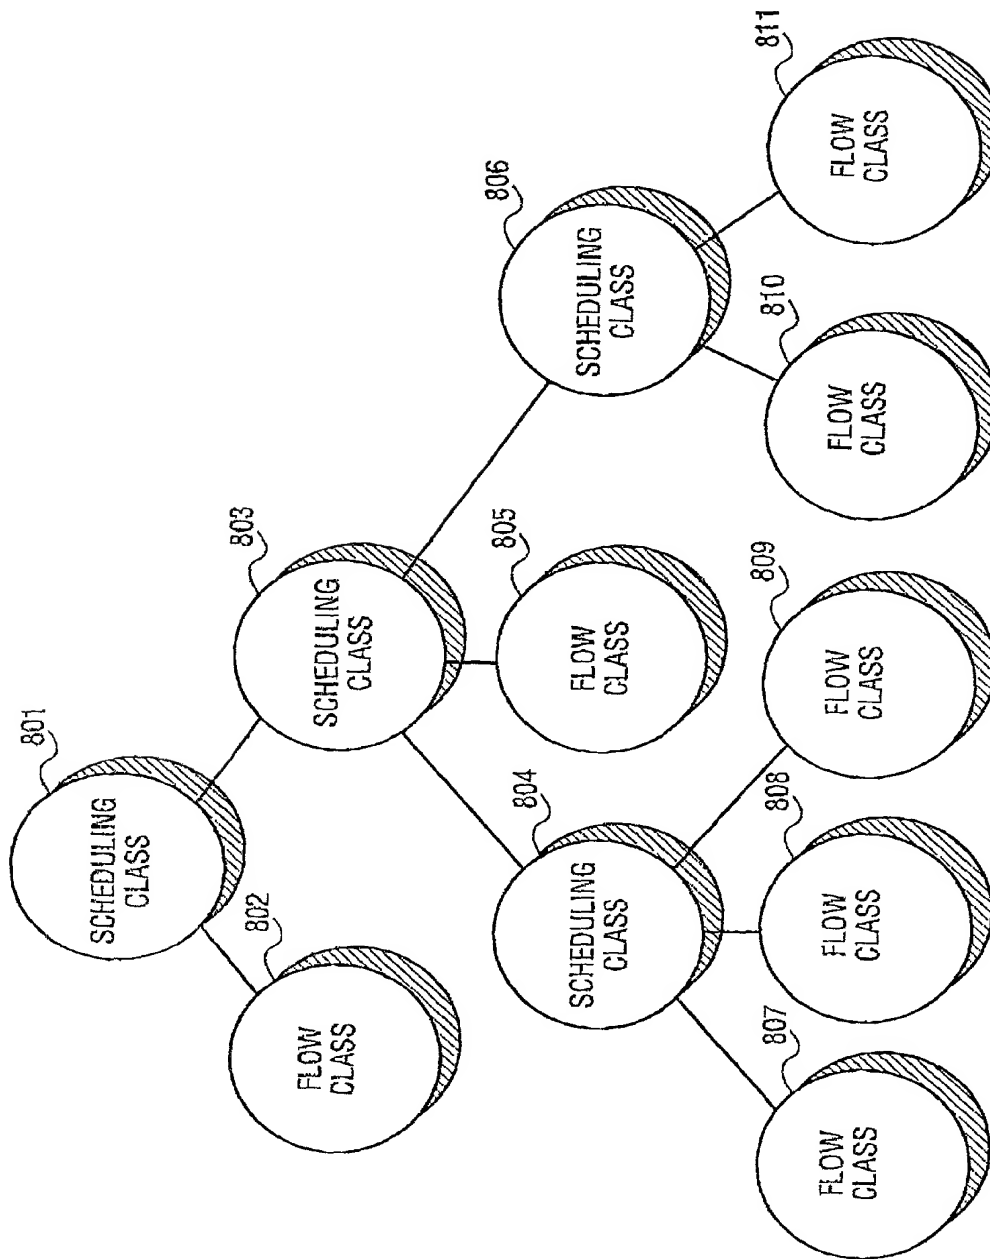 801
SCHEDULING
CLASS
802
FLOW
CLASS
803
SCHEDULING
CLASS
804
SCHEDULING
CLASS
805
FLOW
CLASS
806
SCHEDULING
CLASS
807
FLOW
CLASS
808
FLOW
CLASS
809
FLOW
CLASS
810
FLOW
CLASS
811
FLOW
CLASS